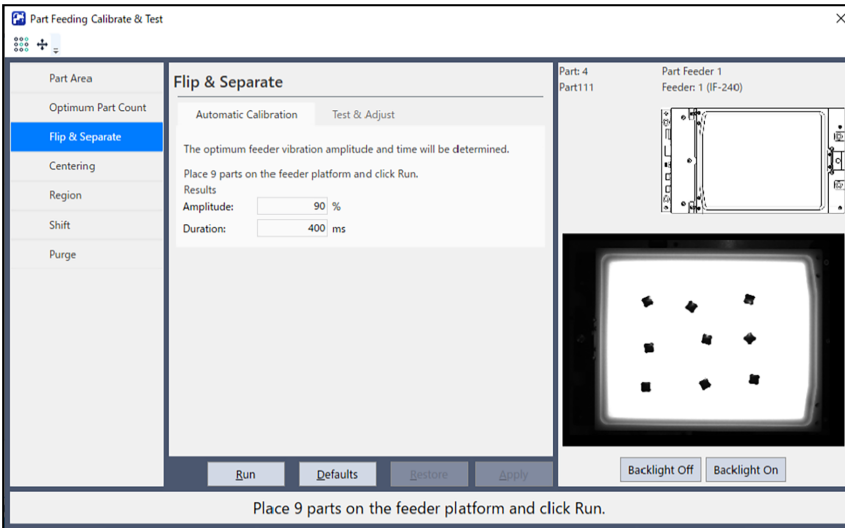 Part Feeding Calibrate & Test
Part Area
Optimum Part Count
Flip & Separate
Centering
Region
Shift
Purge
Flip & Separate
Automatic Calibration
Test & Adjust
The optimum feeder vibration amplitude and time will be determined.
Place 9 parts on the feeder platform and click Run.
Results
Amplitude: 90 %
Duration: 400 ms
Run
Defaults
Restore
Apply
Part: 4
Part Feeder 1
Part111
Feeder: 1 (IF-240)
Backlight Off
Backlight On
Place 9 parts on the feeder platform and click Run.